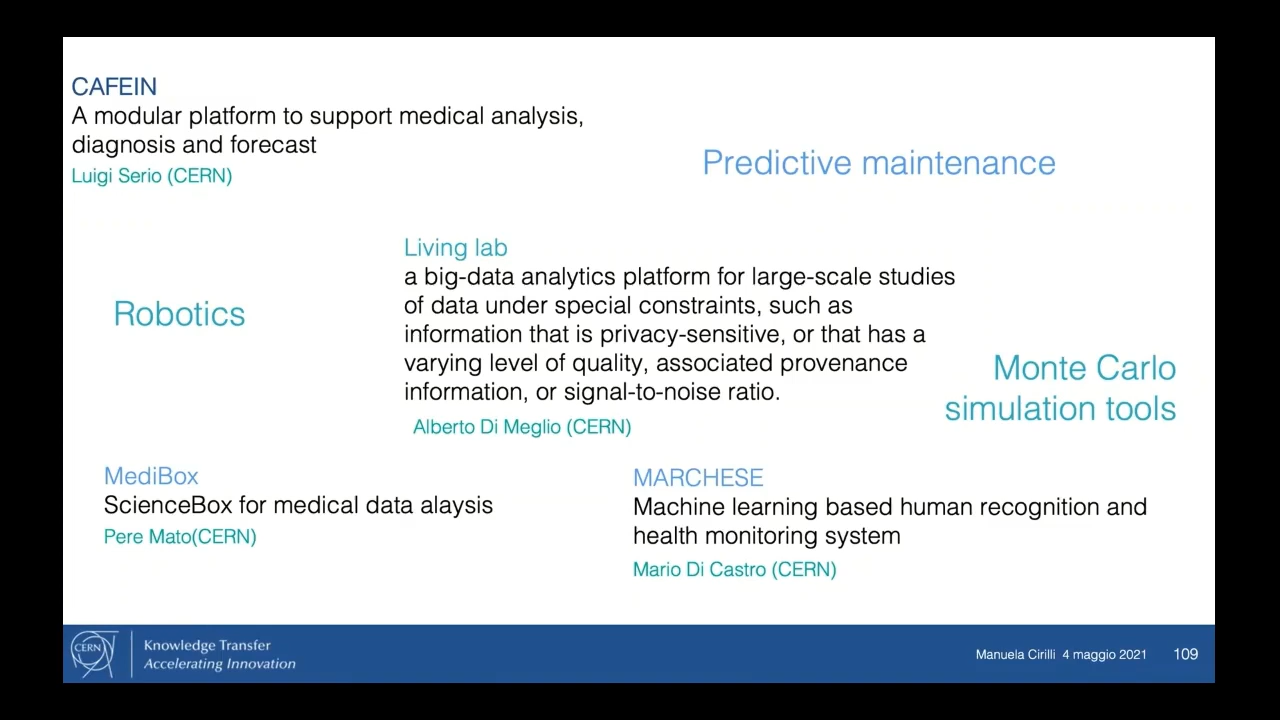 CAFEIN
A modular platform to support medical analysis,
diagnosis and forecast
Luigi Serio (CERN)
Predictive maintenance
Living lab
a big-data analytics platform for large-scale studies
of data under special constraints, such as
information that is privacy-sensitive, or that has a
varying level of quality, associated provenance
information, or signal-to-noise ratio.
Alberto Di Meglio (CERN)
Robotics
Monte Carlo
simulation tools
MediBox
ScienceBox for medical data alaysis
Pere Mato(CERN)
MARCHESE
Machine learning based human recognition and
health monitoring system
Mario Di Castro (CERN)
CERN
Knowledge Transfer
Accelerating Innovation
Manuela Cirilli 4 maggio 2021
109